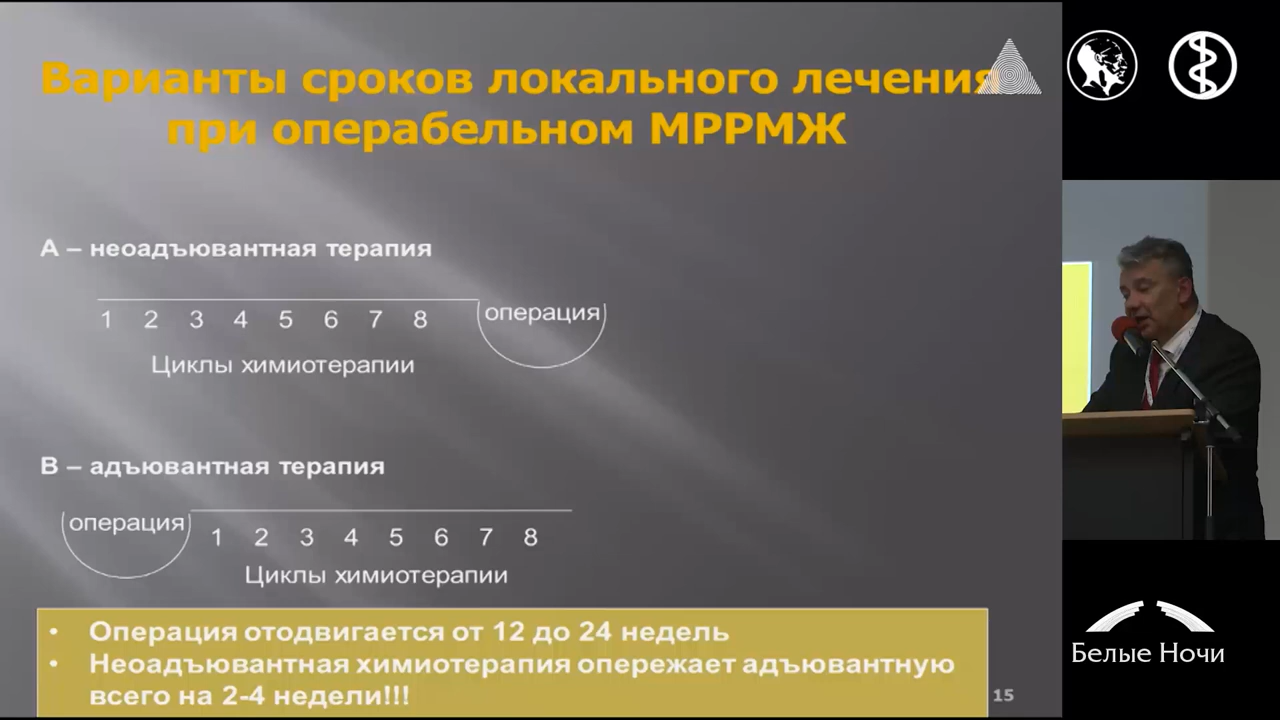 Варианты сроков локального лечения
при операбельном МРРМЖ
А – неоадъювантная терапия
1 2 3 4 5 6 7 8
операция
Циклы химиотерапии
В – адъювантная терапия
операция
1 2 3 4 5 6 7 8
Циклы химиотерапии
• Операция отодвигается от 12 до 24 недель
• Неоадъювантная химиотерапия опережает адъювантную
всего на 2-4 недели!!!
15
Белые Ночи